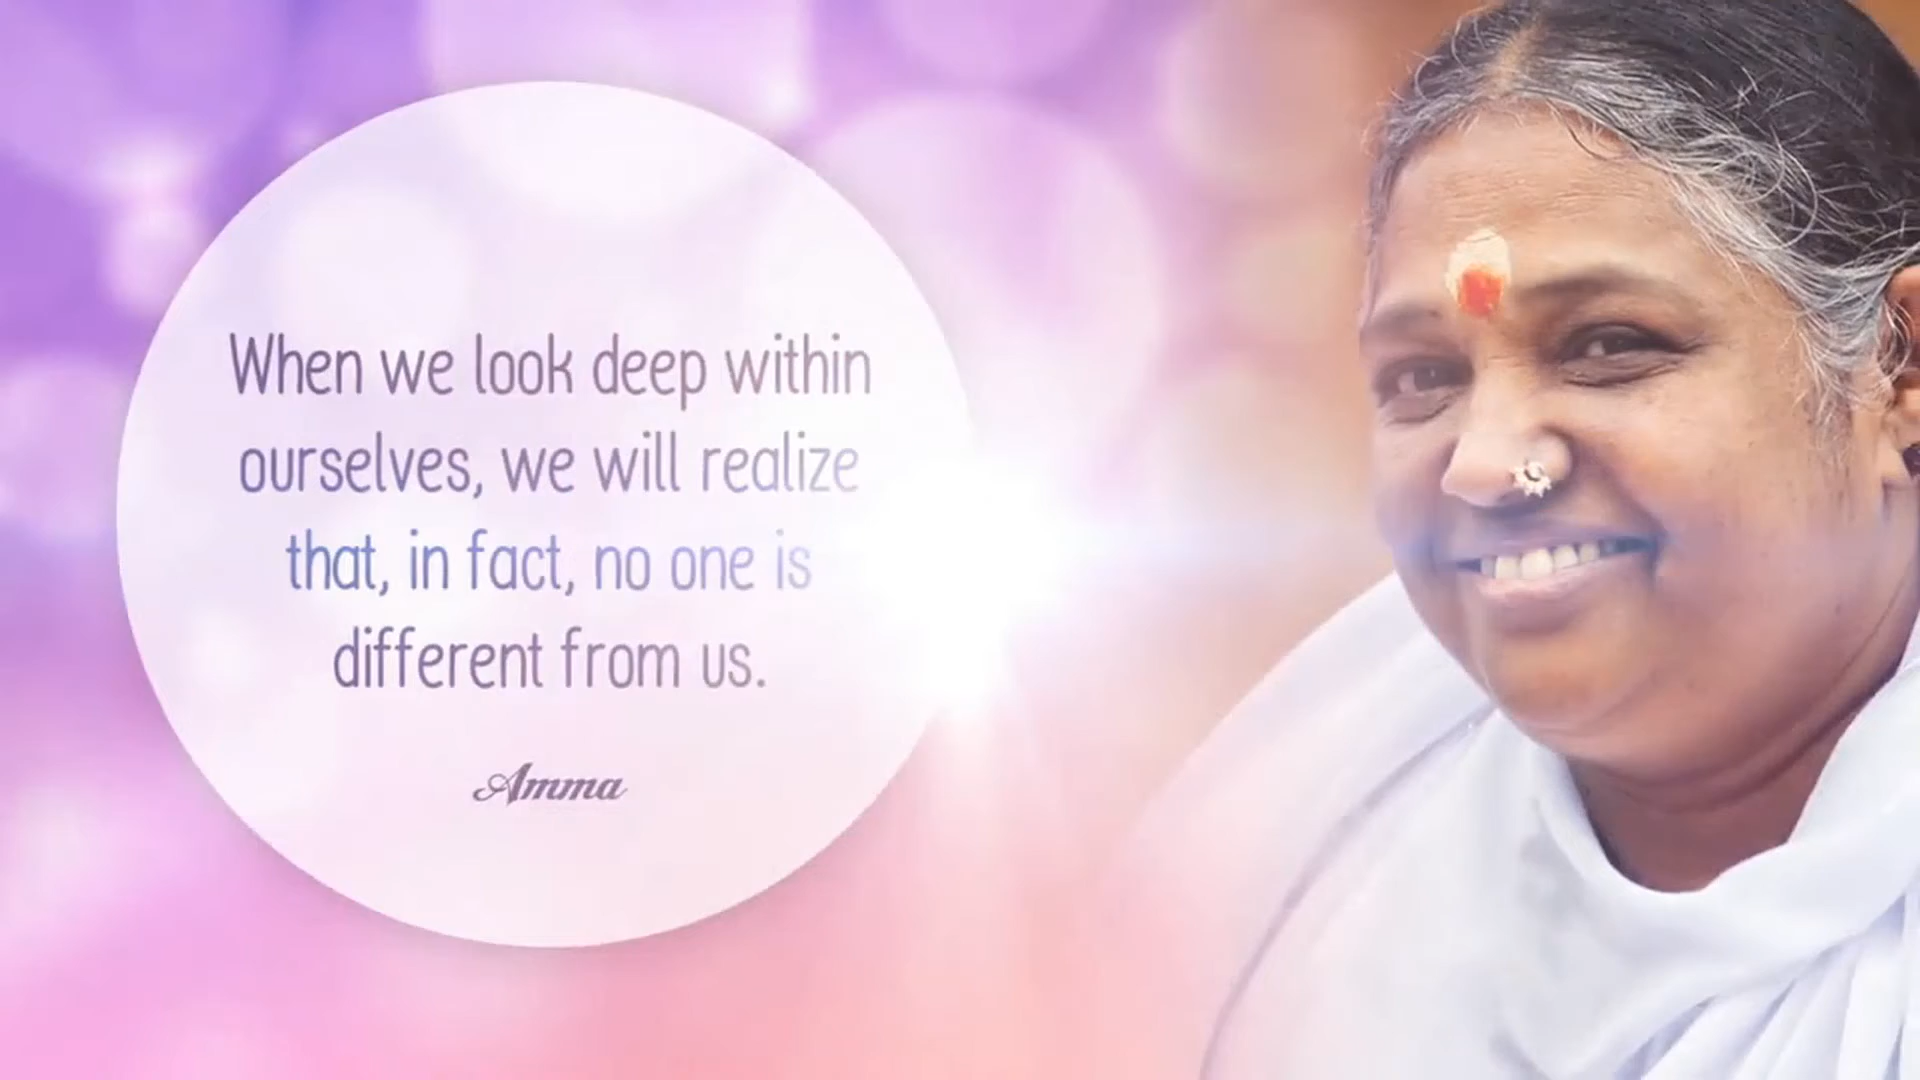 When we look deep within
ourselves, we will realize
that, in fact, no one is
different from us.
Amma